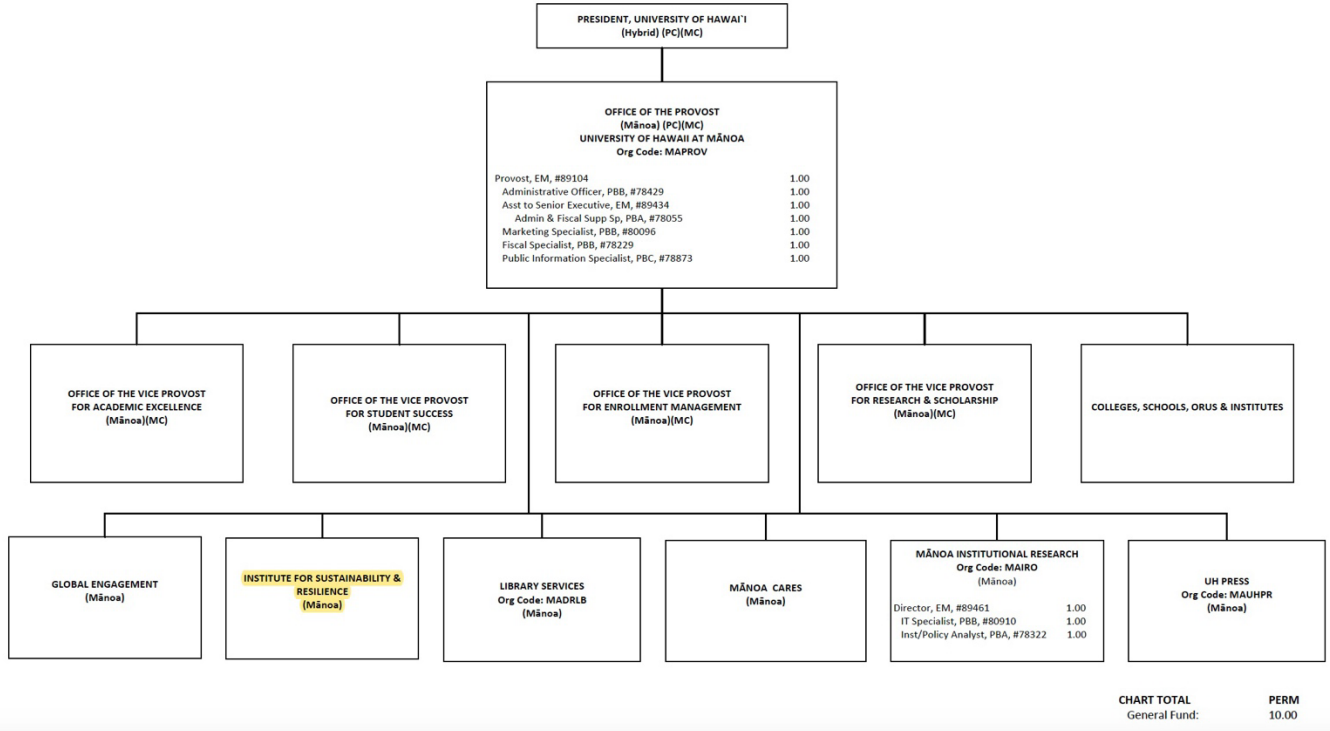 PRESIDENT, UNIVERSITY OF HAWAI`I
(Hybrid) (PC)(MC)
OFFICE OF THE PROVOST
(Mānoa) (PC)(MC)
UNIVERSITY OF HAWAII AT MĀNOA
Org Code: MAPROV
Provost, EM, #89104 1.00
Administrative Officer, PBB, #78429 1.00
Asst to Senior Executive, EM, #89434 1.00
Admin & Fiscal Supp Sp, PBA, #78055 1.00
Marketing Specialist, PBB, #80096 1.00
Fiscal Specialist, PBB, #78229 1.00
Public Information Specialist, PBC, #78873 1.00
OFFICE OF THE VICE PROVOST
FOR ACADEMIC EXCELLENCE
(Mānoa)(MC)
OFFICE OF THE VICE PROVOST
FOR STUDENT SUCCESS
(Mānoa)(MC)
OFFICE OF THE VICE PROVOST
FOR ENROLLMENT MANAGEMENT
(Mānoa)(MC)
OFFICE OF THE VICE PROVOST
FOR RESEARCH & SCHOLARSHIP
(Mānoa)(MC)
COLLEGES, SCHOOLS, ORUS & INSTITUTES
GLOBAL ENGAGEMENT
(Mānoa)
INSTITUTE FOR SUSTAINABILITY &
RESILIENCE
(Mānoa)
LIBRARY SERVICES
Org Code: MADRLB
(Mānoa)
MĀNOA CARES
(Mānoa)
MĀNOA INSTITUTIONAL RESEARCH
Org Code: MAIRO
(Mānoa)
Director, EM, #89461 1.00
IT Specialist, PBB, #80910 1.00
Inst/Policy Analyst, PBA, #78322 1.00
UH PRESS
Org Code: MAUHPR
(Mānoa)
CHART TOTAL PERM
General Fund: 10.00